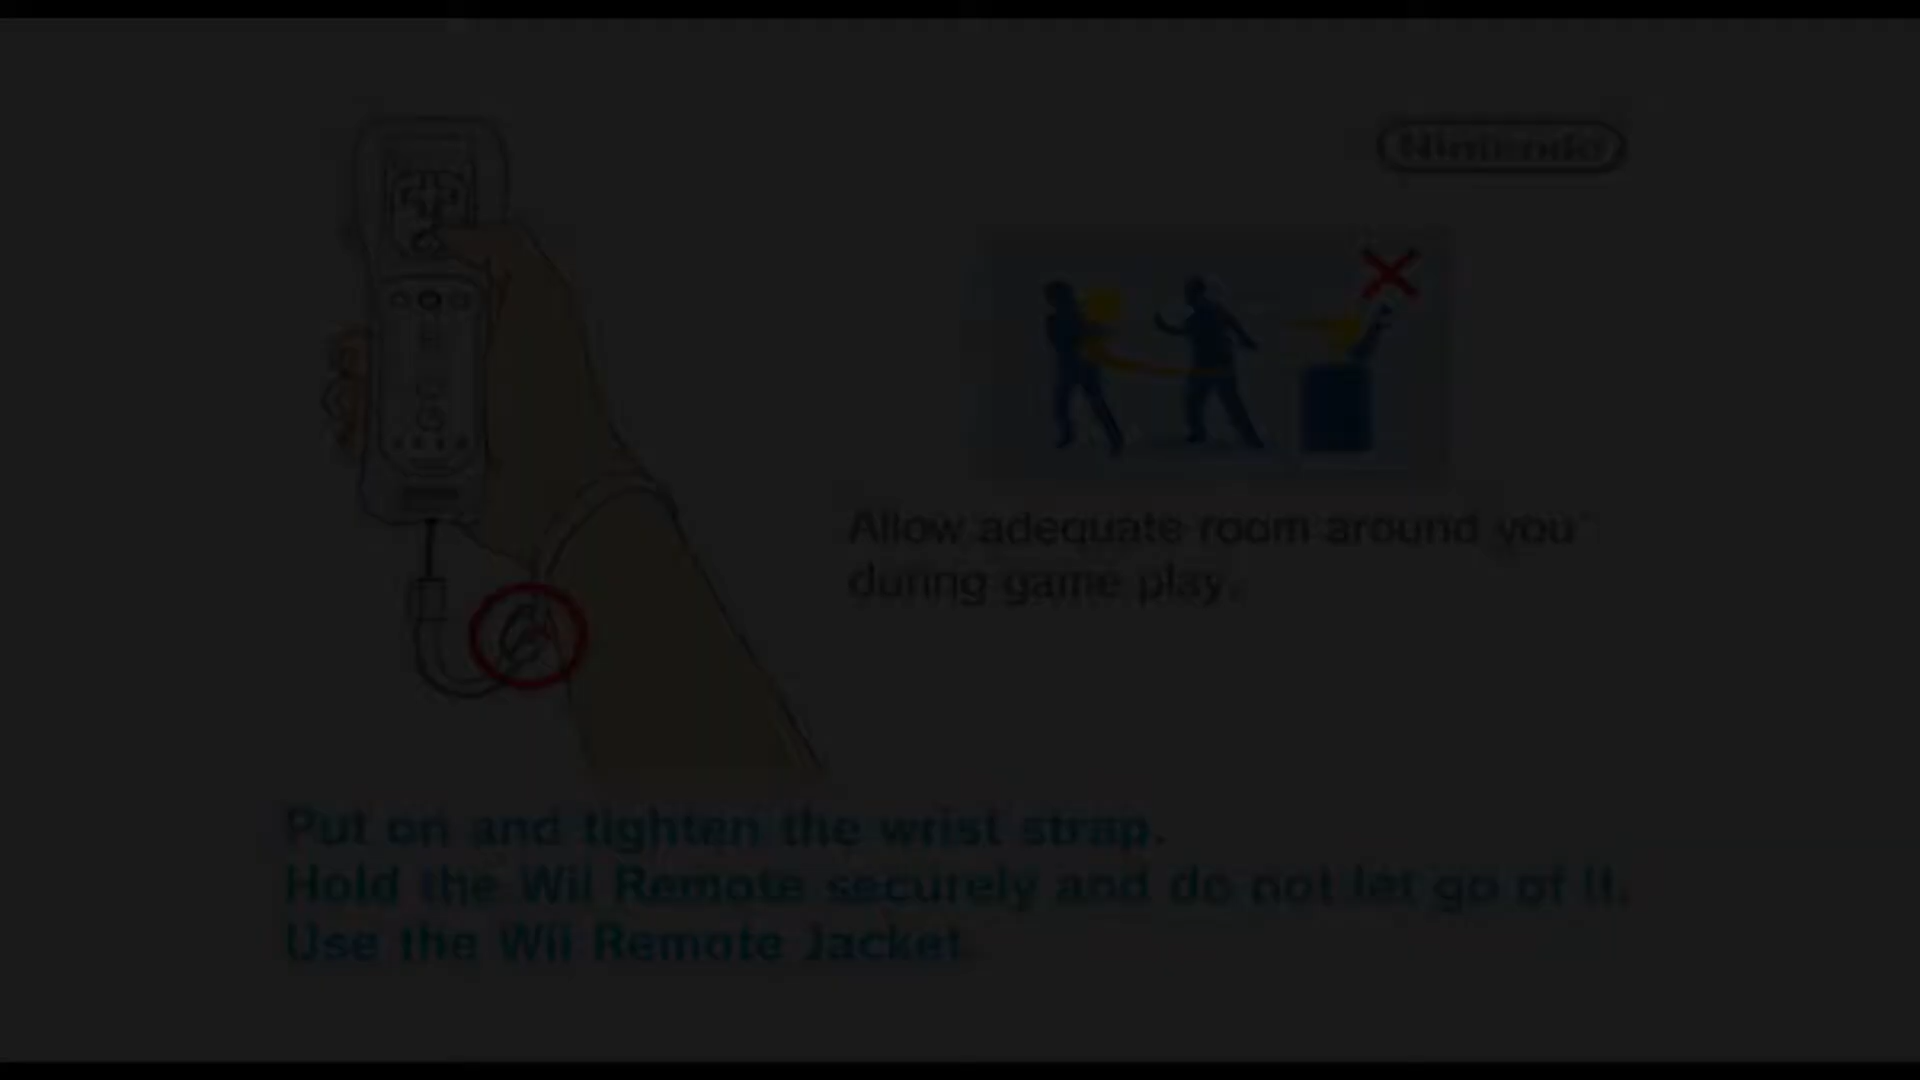 Nintendo
Allow adequate room around you
during game play.
Put on and tighten the wrist strap.
Hold the Wii Remote securely and do not let go of it.
Use the Wii Remote Jacket.